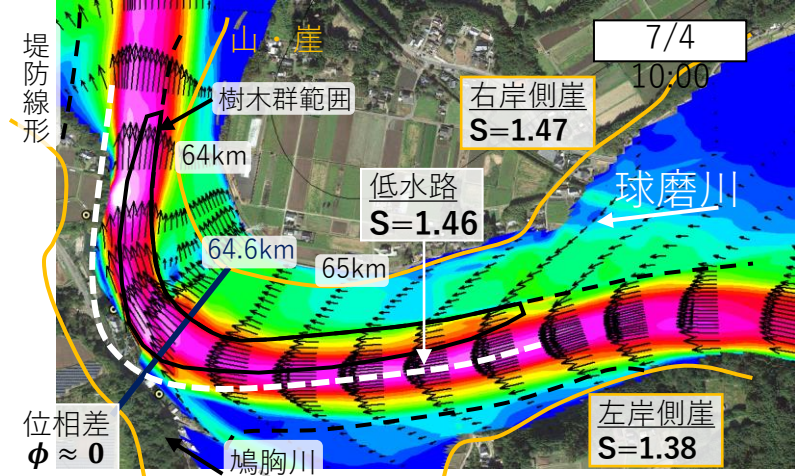 堤防線形
山・崖
7/4
10:00
樹木群範囲
右岸側崖
S=1.47
64km
低水路
S=1.46
球磨川
64.6km
65km
左岸側崖
S=1.38
位相差
ϕ ≈ 0
鳩胸川